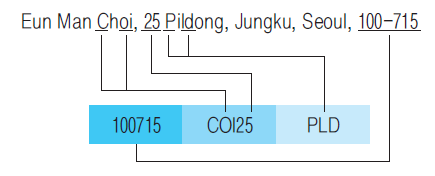 Eun Man Choi, 25 Pildong, Jungku, Seoul, 100-715
100715 COI25 PLD